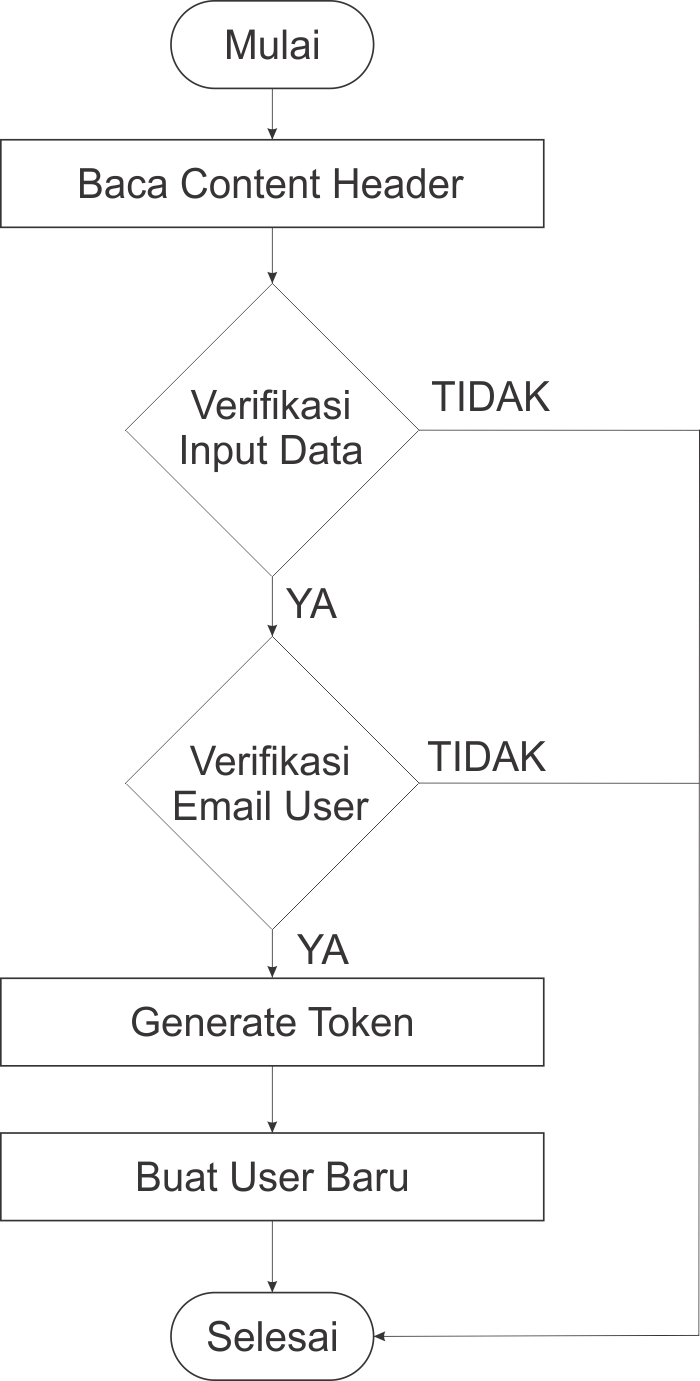 Mulai
Baca Content Header
Verifikasi
Input Data
TIDAK
YA
Verifikasi
Email User
TIDAK
YA
Generate Token
Buat User Baru
Selesai